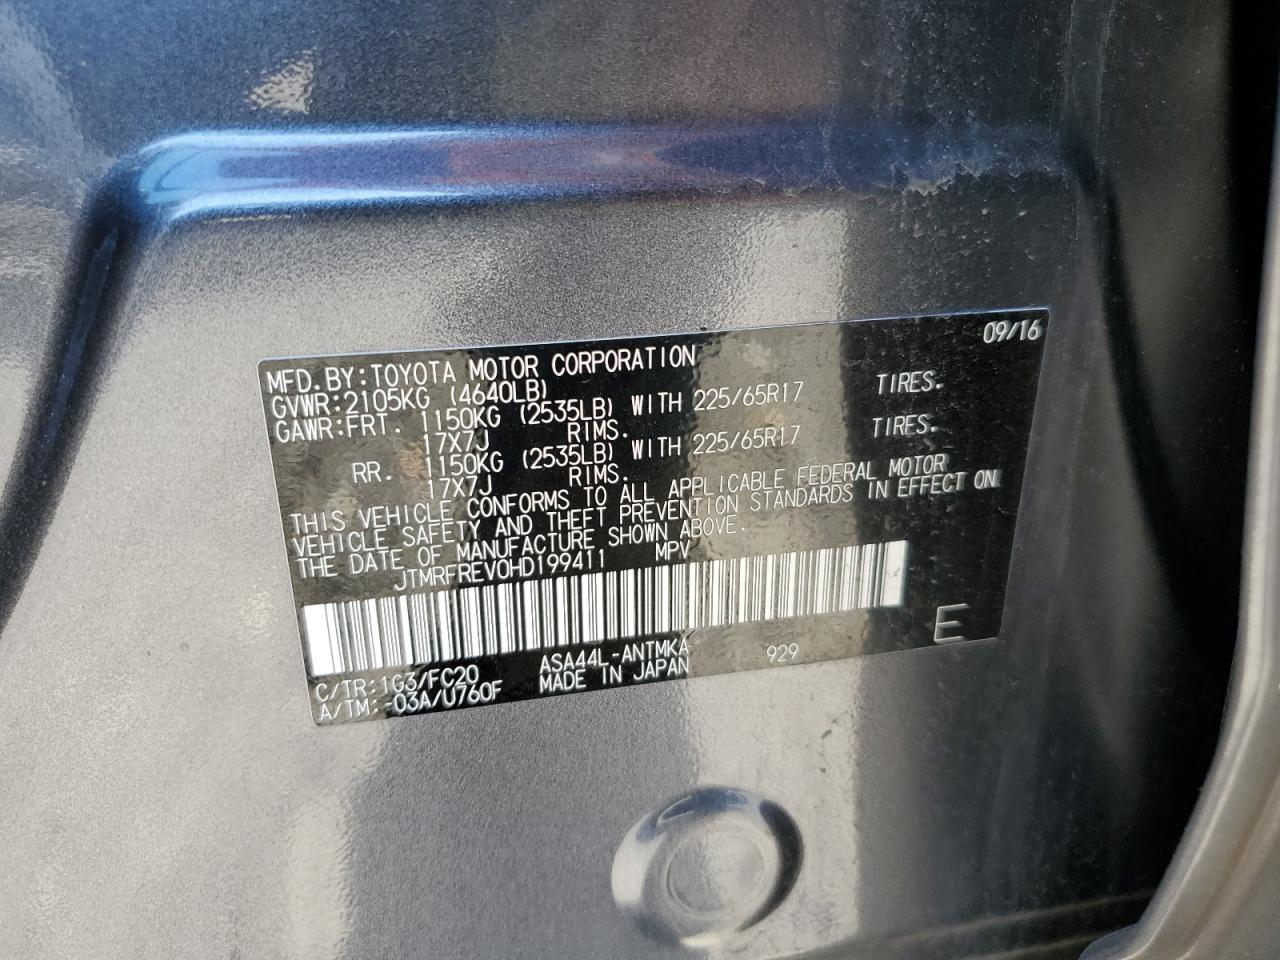 09/16
MFD.BY:TOYOTA MOTOR CORPORATION
GVWR:2105KG (4640LB)
GAWR:FRT. 1150KG (2535LB) WITH 225/65R17 TIRES.
17X7J RIMS.
RR. 1150KG (2535LB) WITH 225/65R17 TIRES.
17X7J RIMS.
THIS VEHICLE CONFORMS TO ALL APPLICABLE FEDERAL MOTOR
VEHICLE SAFETY AND THEFT PREVENTION STANDARDS IN EFFECT ON
THE DATE OF MANUFACTURE SHOWN ABOVE.
JTMRFREV0HD199411 MPV
E
C/TR:1G3/FC20 ASA44L-ANTMKA 929
A/TM:-03A/U760F MADE IN JAPAN